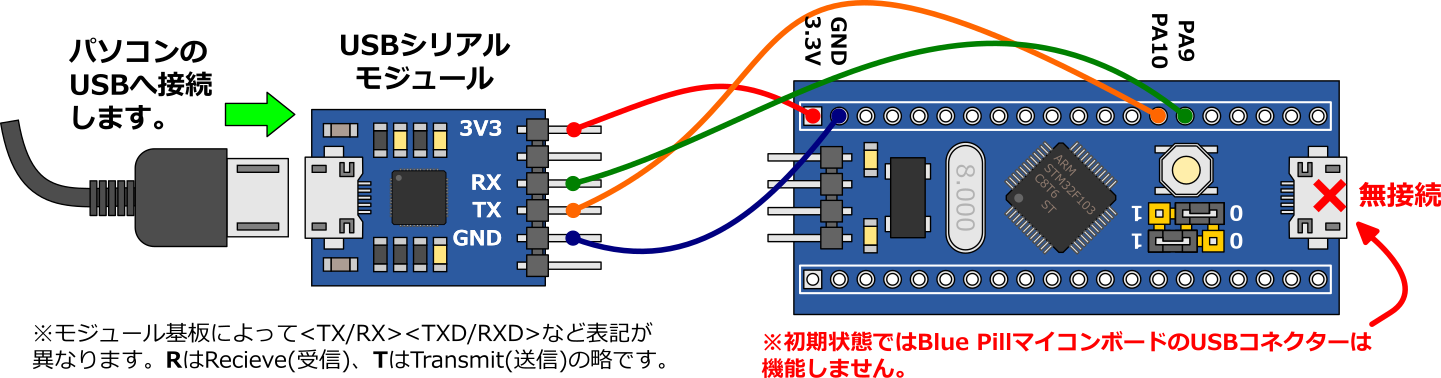 パソコンの
USBへ接続
します。
USBシリアル
モジュール
3V3
RX
TX
GND
3.3V
GND
PA10
PA9
8.000
ARM
STM32F103
C8T6
ST
1
0
1
0
無接続
※モジュール基板によって<TX/RX><TXD/RXD>など表記が
異なります。RはRecieve(受信)、TはTransmit(送信)の略です。
※初期状態ではBlue PillマイコンボードのUSBコネクターは
機能しません。